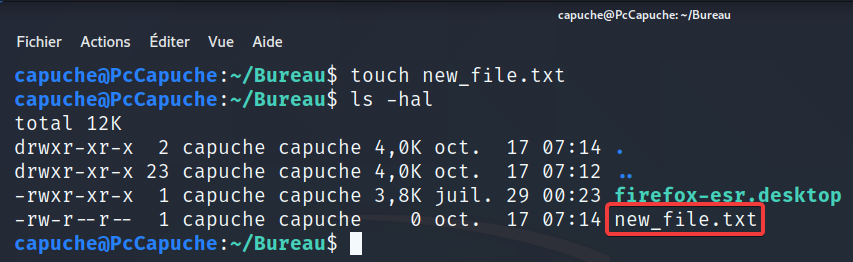 capuche@PcCapuche: ~/Bureau
Fichier Actions Éditer Vue Aide
capuche@PcCapuche:~/Bureau$ touch new_file.txt
capuche@PcCapuche:~/Bureau$ ls -hal
total 12K
drwxr-xr-x  2 capuche capuche 4,0K oct.  17 07:14 .
drwxr-xr-x 23 capuche capuche 4,0K oct.  17 07:12 ..
-rwxr-xr-x  1 capuche capuche 3,8K juil. 29 00:23 firefox-esr.desktop
-rw-r--r--  1 capuche capuche    0 oct.  17 07:14 new_file.txt
capuche@PcCapuche:~/Bureau$